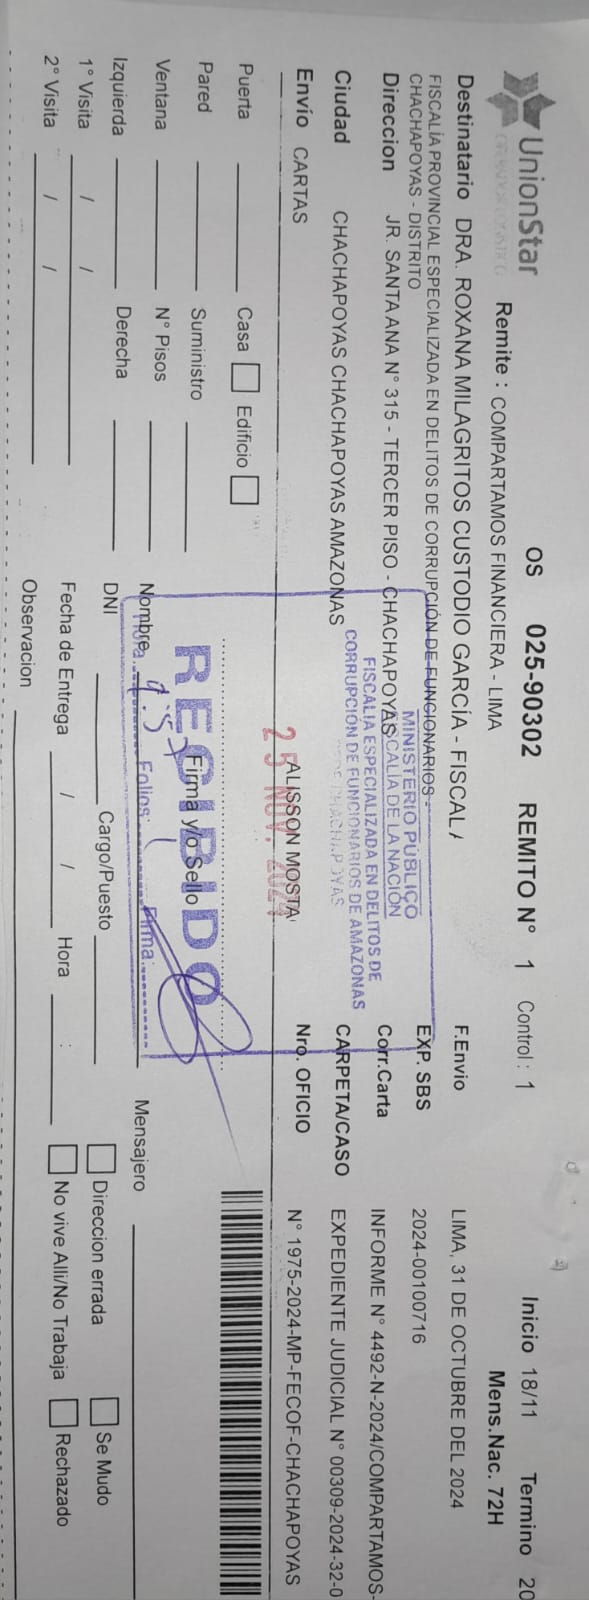 UnionStar
OS 025-90302 REMITO N° 1 Control : 1 Inicio 18/11 Termino 20
Remite : COMPARTAMOS FINANCIERA - LIMA Mens.Nac. 72H
Destinatario DRA. ROXANA MILAGRITOS CUSTODIO GARCÍA - FISCAL / F.Envio LIMA, 31 DE OCTUBRE DEL 2024
FISCALÍA PROVINCIAL ESPECIALIZADA EN DELITOS DE CORRUPCIÓN DE FUNCIONARIOS -
CHACHAPOYAS - DISTRITO EXP. SBS 2024-00100716
Direccion JR. SANTA ANA N° 315 - TERCER PISO - CHACHAPOYAS Corr.Carta INFORME N° 4492-N-2024/COMPARTAMOS-
Ciudad CHACHAPOYAS CHACHAPOYAS AMAZONAS CARPETA/CASO EXPEDIENTE JUDICIAL N° 00309-2024-32-0
Envío CARTAS ALISSON MOSTA Nro. OFICIO N° 1975-2024-MP-FECOF-CHACHAPOYAS
MINISTERIO PÚBLICO
FISCALÍA DE LA NACIÓN
FISCALIA ESPECIALIZADA EN DELITOS DE
CORRUPCIÓN DE FUNCIONARIOS DE AMAZONAS
CHACHAPOYAS
25 NOV. 2024
RECIBIDO
Hora: 9:57 Folios: Firma:
Puerta Casa Edificio
Pared Suministro Firma y/o Sello
Ventana N° Pisos Nombre Mensajero
Izquierda Derecha DNI Cargo/Puesto Direccion errada Se Mudo
1° Visita / / Fecha de Entrega / / Hora : No vive Alli/No Trabaja Rechazado
2° Visita / / Observacion